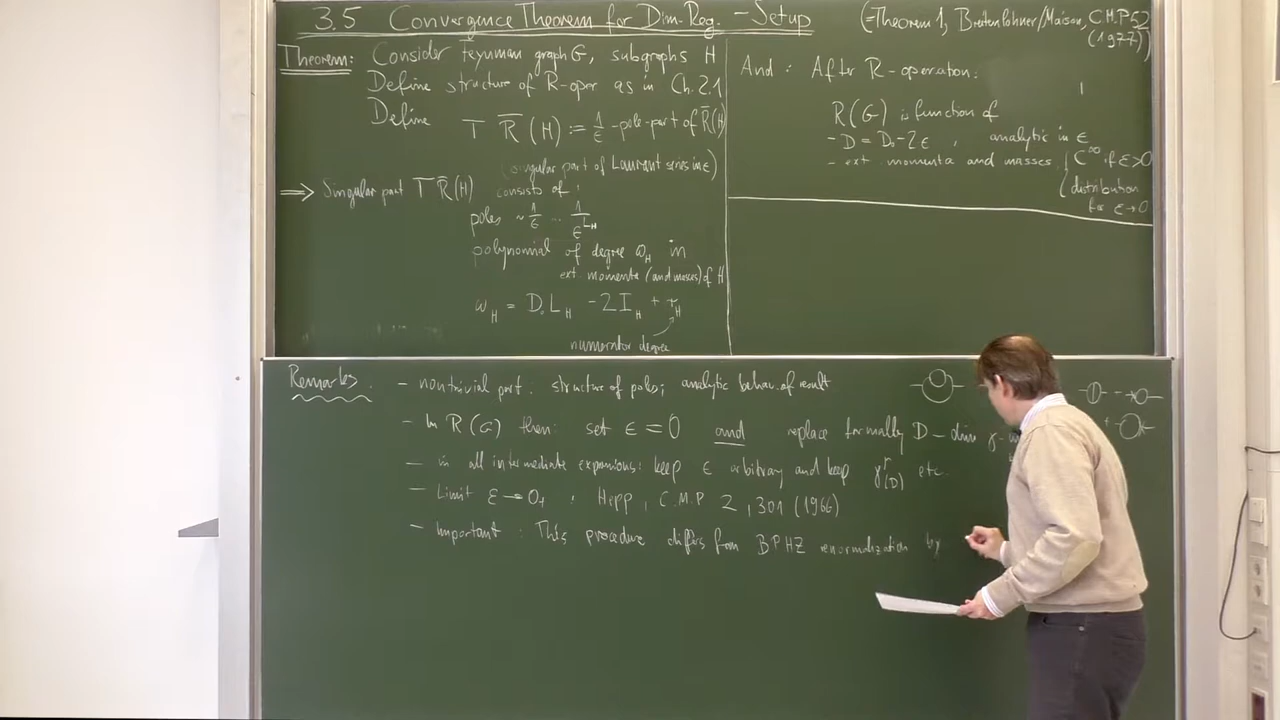 3.5 Convergence Theorem for Dim. Reg. - Setup
(=Theorem 1, Breitenlohner/Maison, C.M.P 52 (1977))
Theorem: Consider Feynman graph G, subgraphs H
Define structure of R-oper as in Ch. 2.1
Define T R̅(H) := 1/ε -pole-part of R̅(H)
(singular part of Laurent series in ε)
⟹ Singular part T R̅(H) consists of:
poles ~ 1/ε ... 1/ε^{L_H}
polynomial of degree ω_H in
ext. momenta (and masses) of H
ω_H = D₀L_H - 2I_H + r_H
numerator degree
And: After R-operation:
R(G) is function of
- D = D₀-2ε, analytic in ε
- ext. momenta and masses { C^∞ if ε>0
distribution
for ε→0
Remarks:
- nontrivial part: structure of poles; analytic behav. of result
- In R(G) then: set ε=0 and replace formally D-dim γ-
- in all intermediate expansions: keep ε arbitrary and keep γ^μ_(D) etc.
- Limit ε→0₊ : Hepp, C.M.P 2, 301 (1966)
- Important: This procedure differs from BPHZ renormalization by